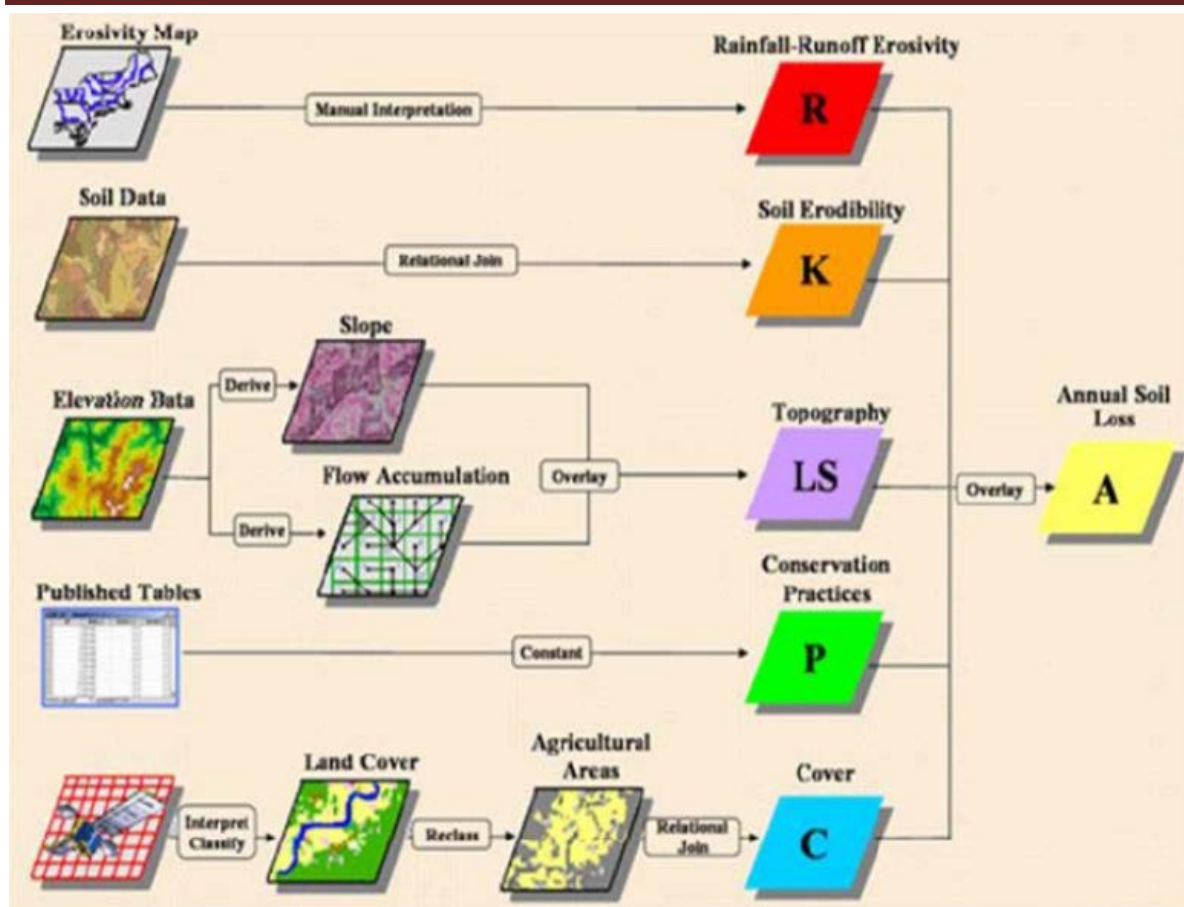 Erosivity Map
Rainfall-Runoff Erosivity
Manual Interpretation
R
Soil Data
Soil Erodibility
Relational Join
K
Slope
Elevation Data
Derive
Flow Accumulation
Derive
Overlay
Topography
LS
Annual Soil
Loss
Overlay
A
Published Tables
Conservation
Practices
Constant
P
Land Cover
Agricultural
Areas
Cover
Interpret
Classify
Reclass
Relational
Join
C